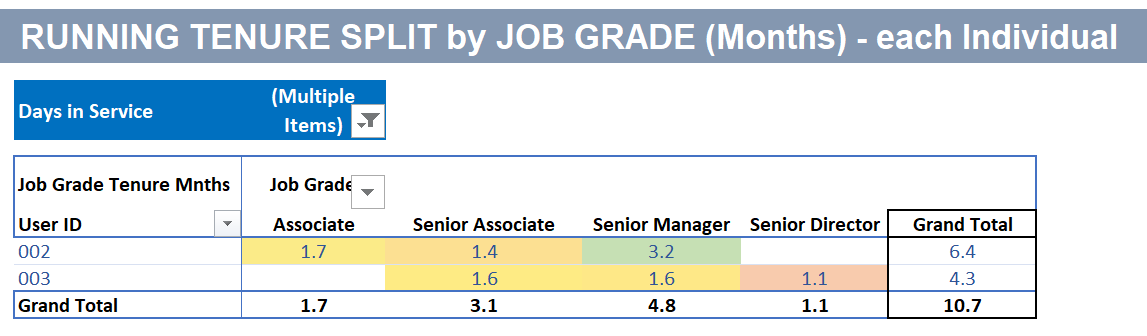 RUNNING TENURE SPLIT by JOB GRADE (Months) - each Individual
Days in Service (Multiple Items)
Job Grade Tenure Mnths Job Grade
User ID Associate Senior Associate Senior Manager Senior Director Grand Total
002 1.7 1.4 3.2 6.4
003 1.6 1.6 1.1 4.3
Grand Total 1.7 3.1 4.8 1.1 10.7